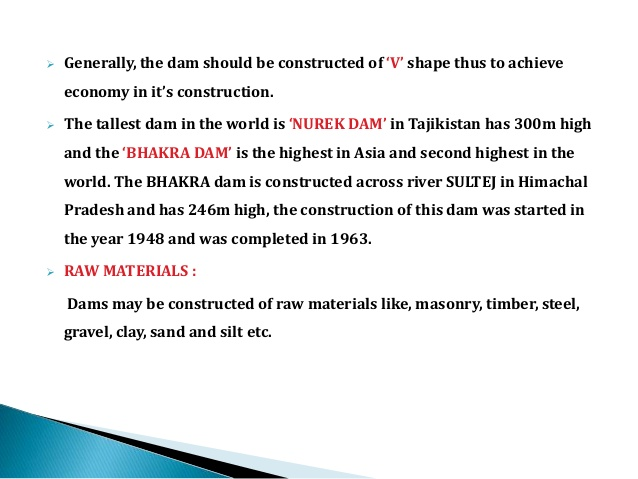 Generally, the dam should be constructed of ‘V’ shape thus to achieve
economy in it’s construction.
The tallest dam in the world is ‘NUREK DAM’ in Tajikistan has 300m high
and the ‘BHAKRA DAM’ is the highest in Asia and second highest in the
world. The BHAKRA dam is constructed across river SULTEJ in Himachal
Pradesh and has 246m high, the construction of this dam was started in
the year 1948 and was completed in 1963.
RAW MATERIALS :
Dams may be constructed of raw materials like, masonry, timber, steel,
gravel, clay, sand and silt etc.